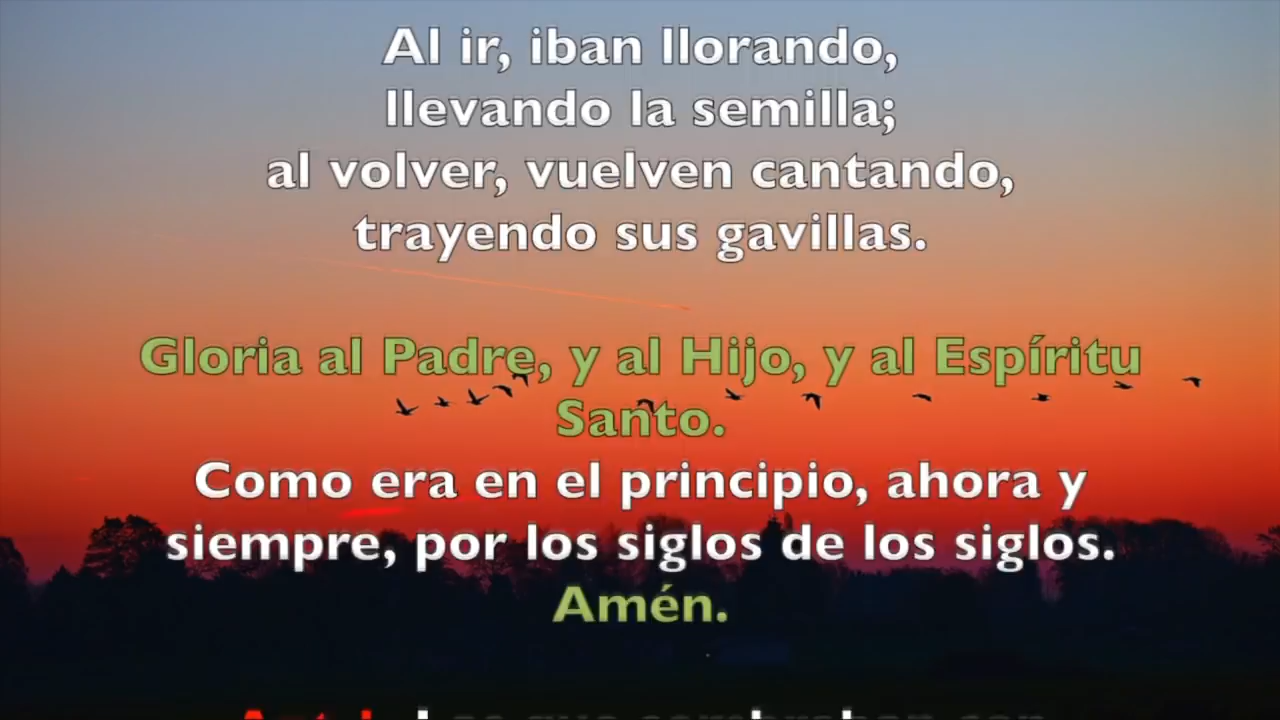 Al ir, iban llorando,
llevando la semilla;
al volver, vuelven cantando,
trayendo sus gavillas.
Gloria al Padre, y al Hijo, y al Espíritu
Santo.
Como era en el principio, ahora y
siempre, por los siglos de los siglos.
Amén.